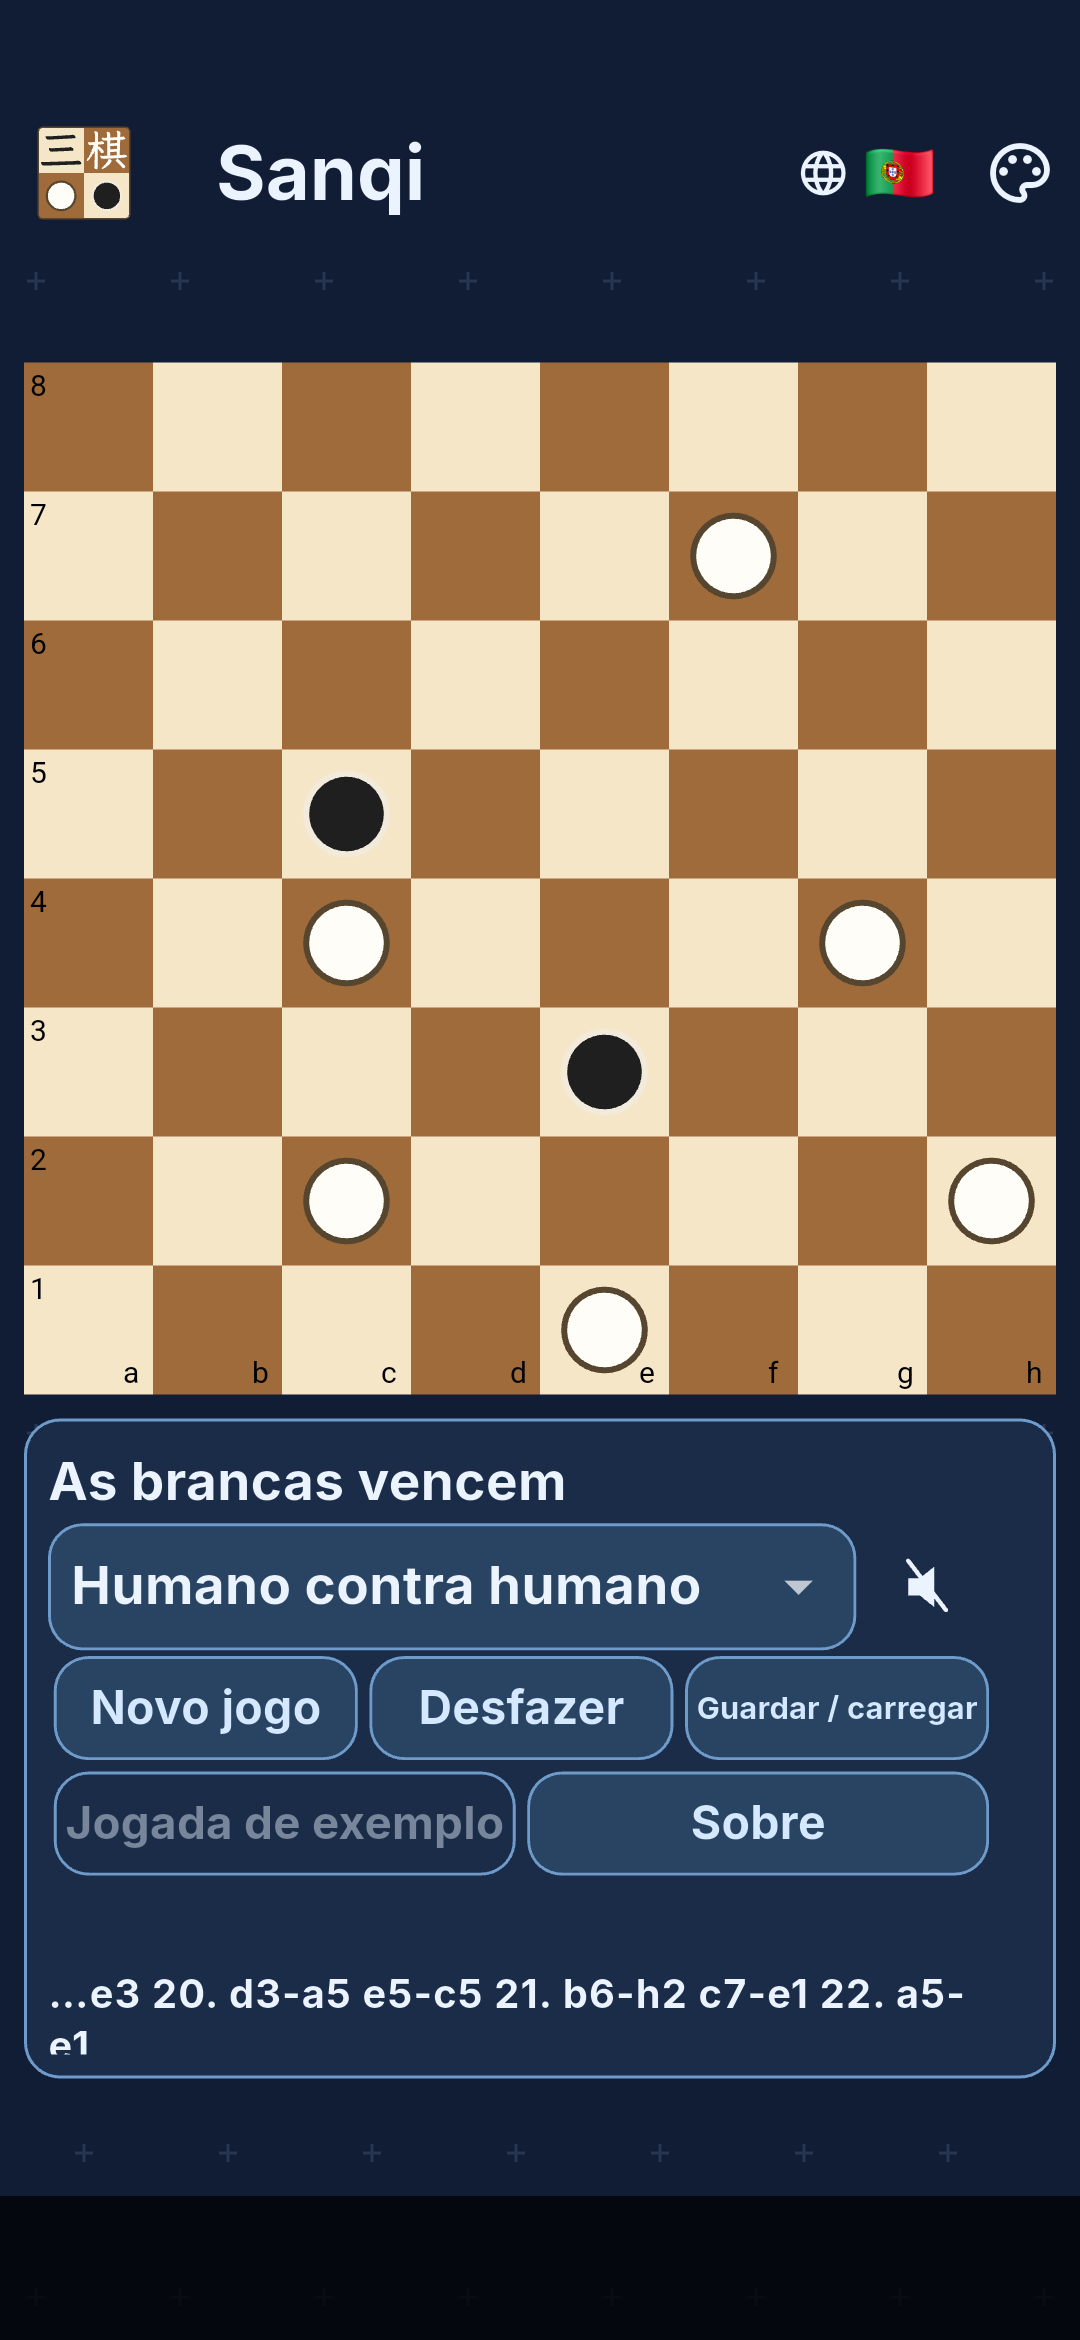 三棋
Sanqi
8
7
6
5
4
3
2
1
a b c d e f g h
As brancas vencem
Humano contra humano
Novo jogo
Desfazer
Guardar / carregar
Jogada de exemplo
Sobre
...e3 20. d3-a5 e5-c5 21. b6-h2 c7-e1 22. a5-
e1